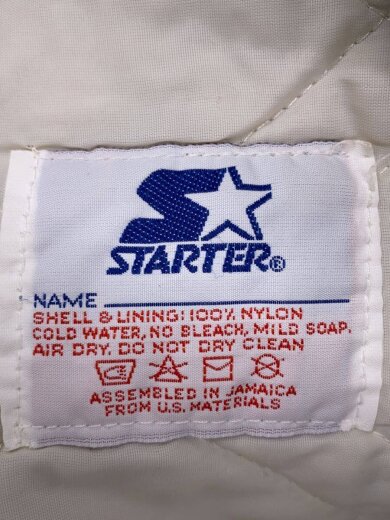 STARTER®
NAME
SHELL & LINING: 100% NYLON
COLD WATER, NO BLEACH, MILD SOAP.
AIR DRY. DO NOT DRY CLEAN
ASSEMBLED IN JAMAICA
FROM U.S. MATERIALS